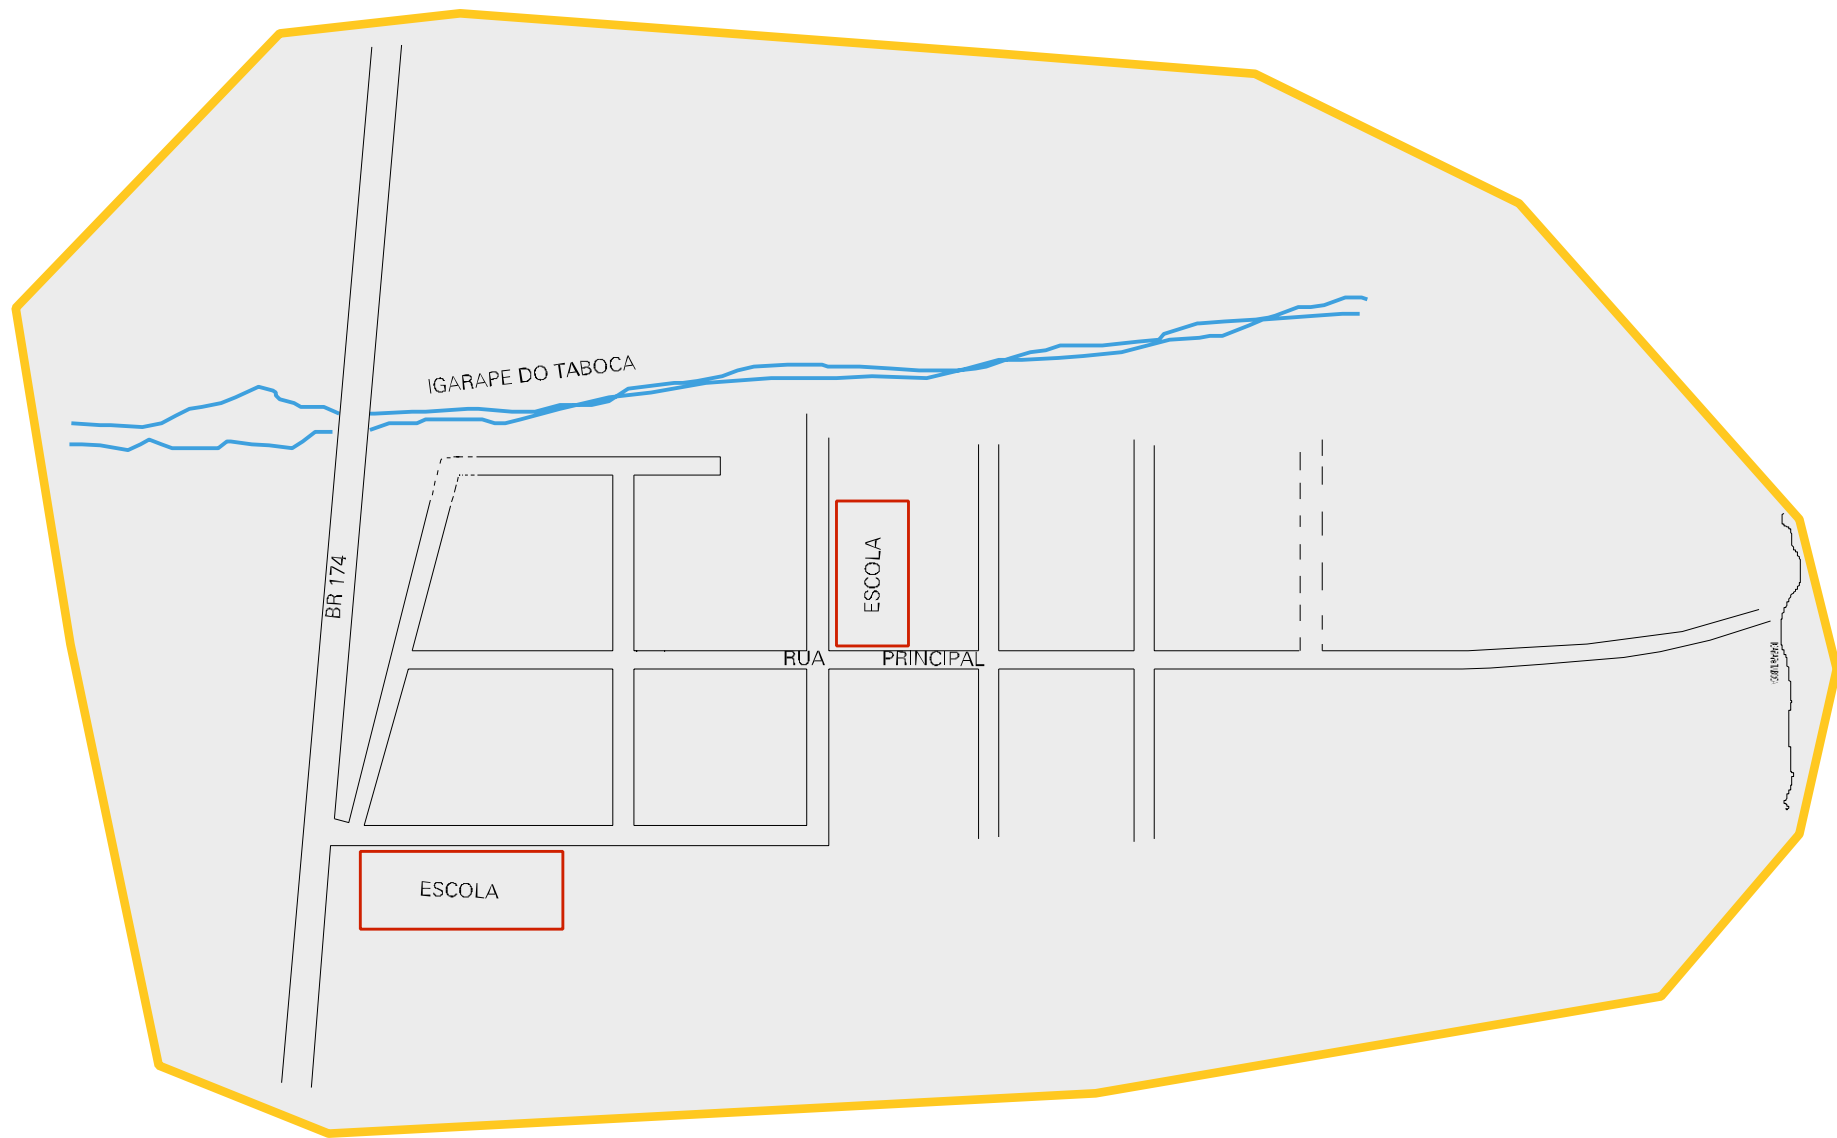 IGARAPE DO TABOCA
BR 174
ESCOLA
RUA PRINCIPAL
ESCOLA